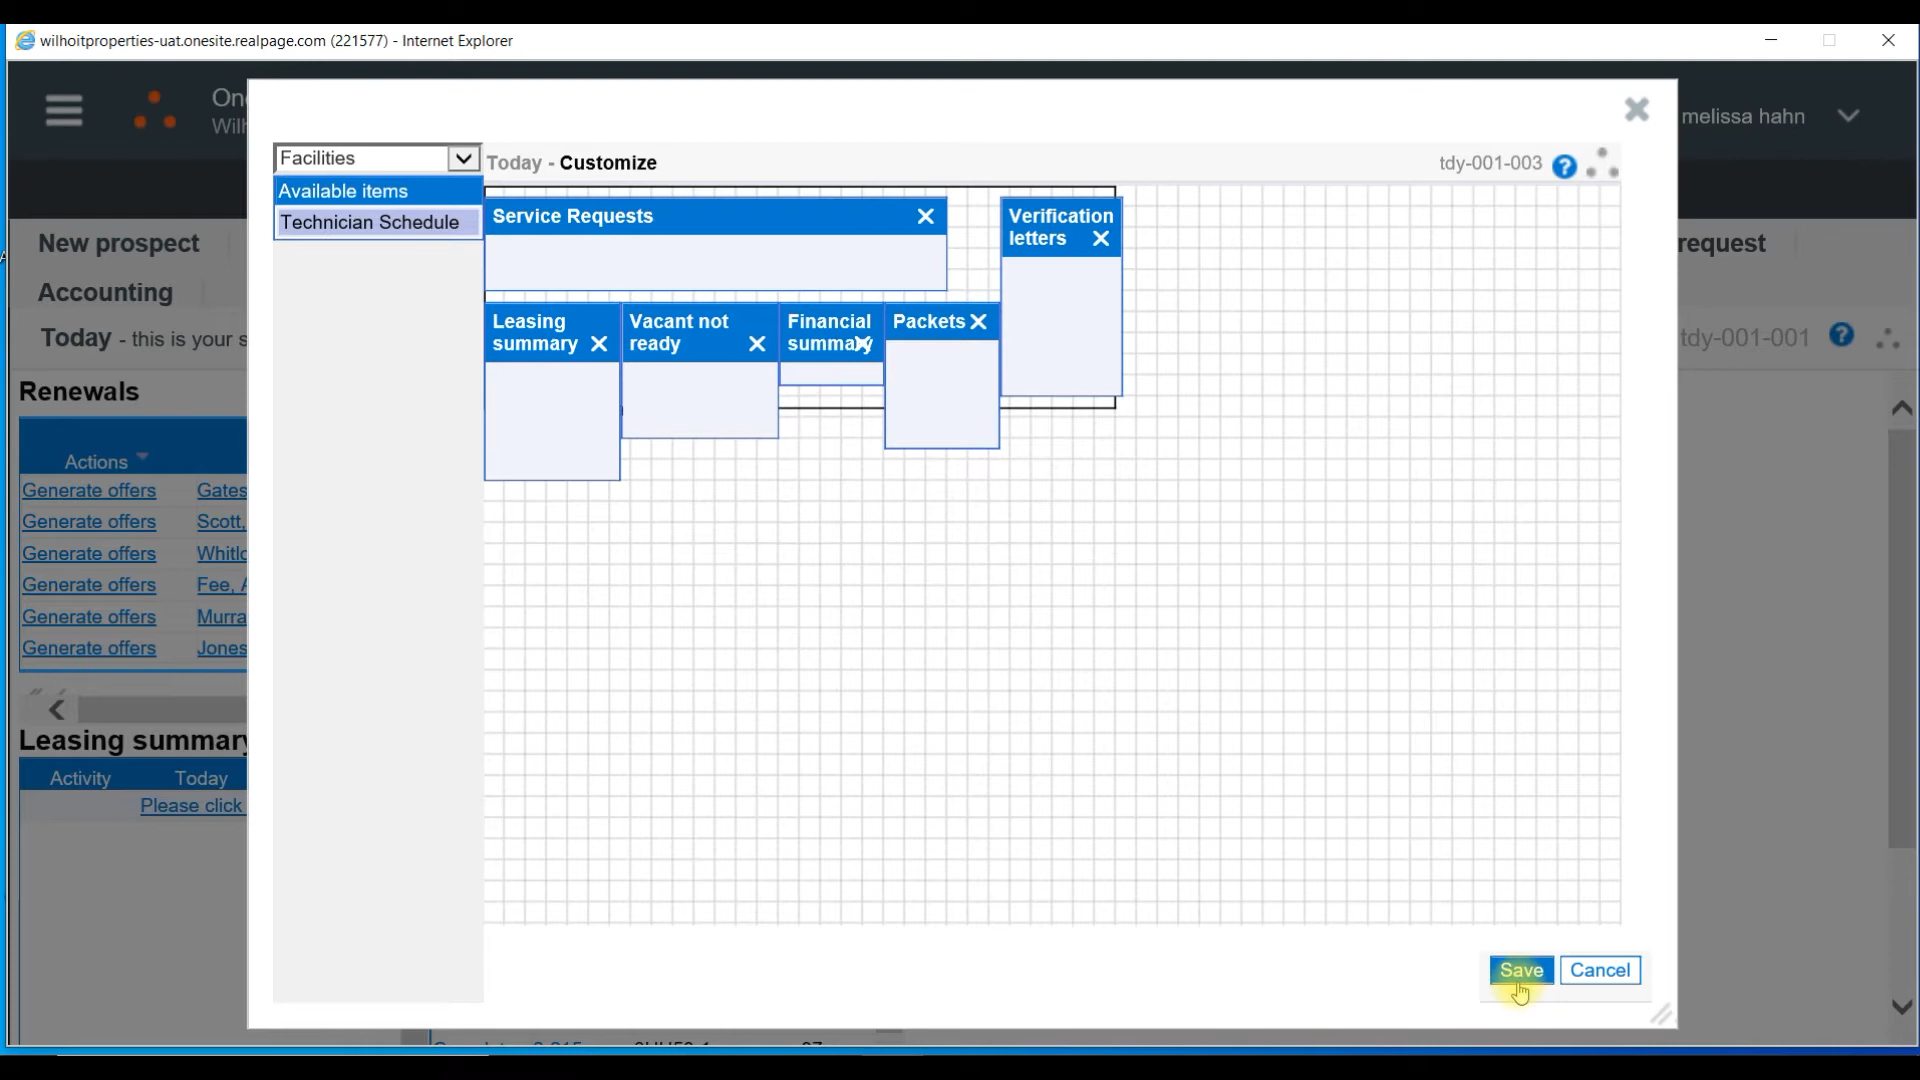 wilhoitproperties-uat.onesite.realpage.com (221577) - Internet Explorer
melissa hahn
Facilities
Today - Customize
tdy-001-003
Available items
Technician Schedule
Service Requests
Verification
letters
Leasing
summary
Vacant not
ready
Financial
summary
Packets
New prospect
request
Accounting
Today - this is your s
tdy-001-001
Renewals
Actions
Generate offers Gates
Generate offers Scott,
Generate offers Whitlo
Generate offers Fee, A
Generate offers Murra
Generate offers Jones
Leasing summary
Activity Today
Please click
Save Cancel